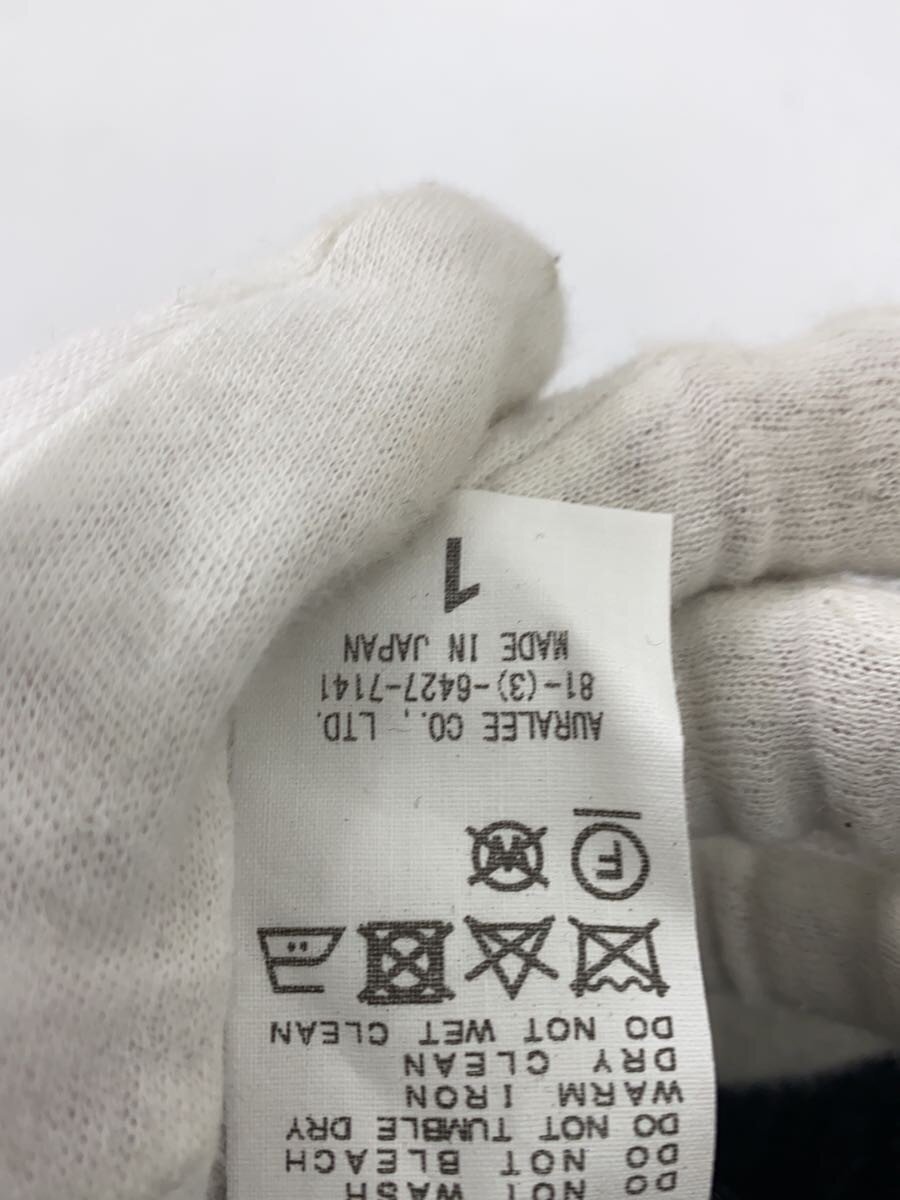 DO NOT WASH
DO NOT BLEACH
DO NOT TUMBLE DRY
WARM IRON
DRY CLEAN
DO NOT WET CLEAN
F
W
AURALEE CO., LTD.
81-(3)-6427-7141
MADE IN JAPAN
1